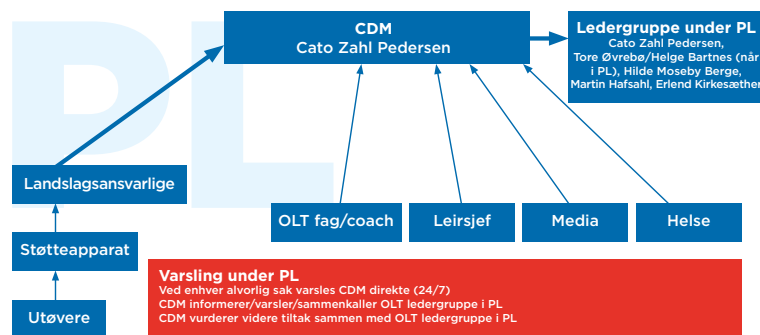 PL
CDM
Cato Zahl Pedersen
Ledergruppe under PL
Cato Zahl Pedersen,
Tore Øvrebø/Helge Bartnes (når
i PL), Hilde Moseby Berge,
Martin Hafsahl, Erlend Kirkesæther
Landslagsansvarlige
OLT fag/coach
Leirsjef
Media
Helse
Støtteapparat
Utøvere
Varsling under PL
Ved enhver alvorlig sak varsles CDM direkte (24/7)
CDM informerer/varsler/sammenkaller OLT ledergruppe i PL
CDM vurderer videre tiltak sammen med OLT ledergruppe i PL